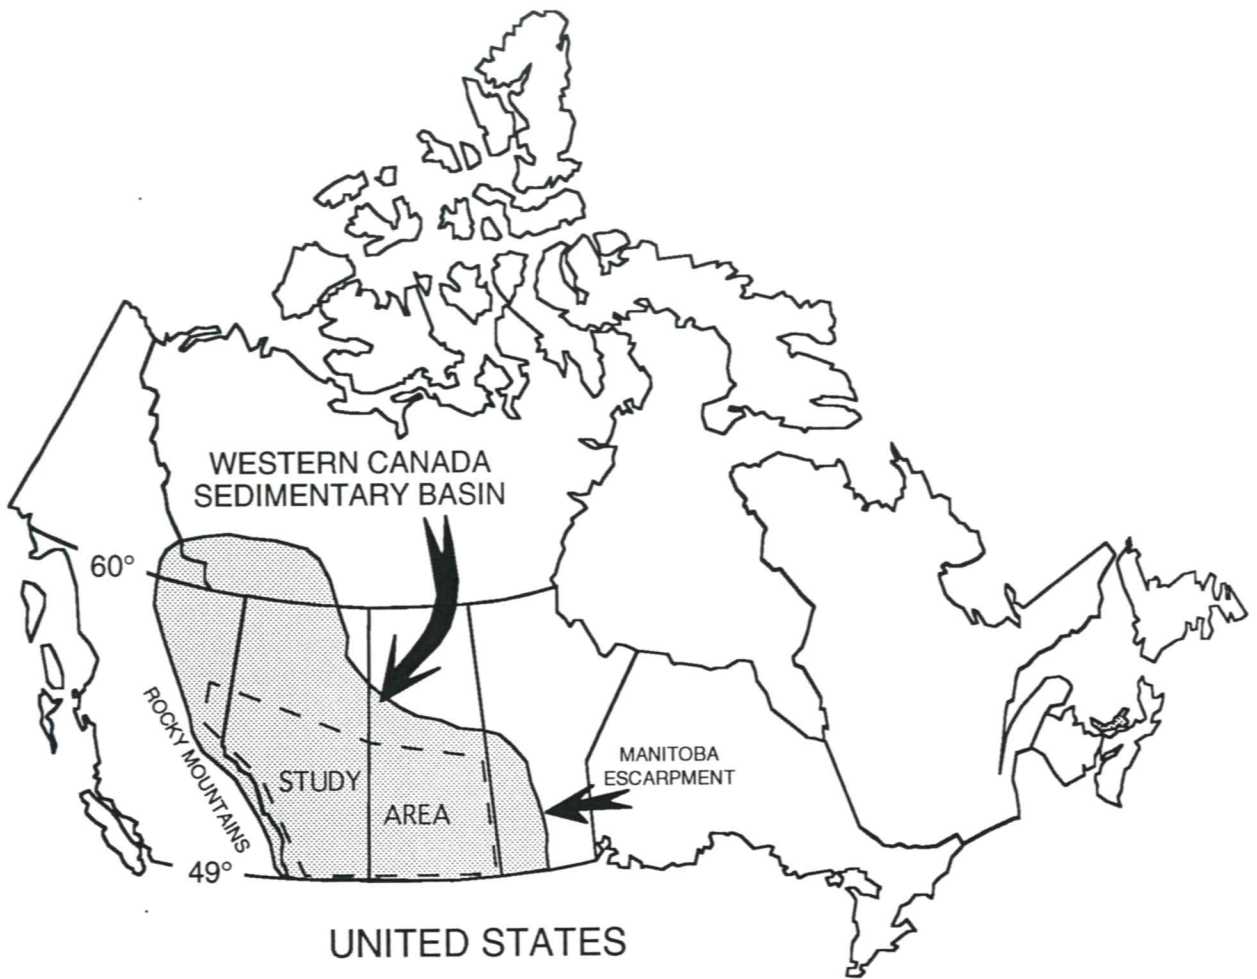 WESTERN CANADA
SEDIMENTARY BASIN
60°
ROCKY MOUNTAINS
STUDY
AREA
MANITOBA
ESCARPMENT
49°
UNITED STATES